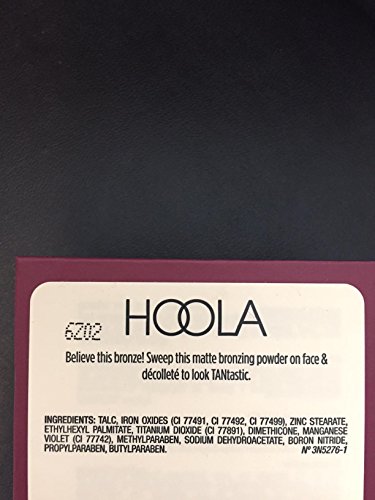 6Z02 HOOLA
Believe this bronze! Sweep this matte bronzing powder on face &
décolleté to look TANtastic.
INGREDIENTS: TALC, IRON OXIDES (CI 77491, CI 77492, CI 77499), ZINC STEARATE,
ETHYLHEXYL PALMITATE, TITANIUM DIOXIDE (CI 77891), DIMETHICONE, MANGANESE
VIOLET (CI 77742), METHYLPARABEN, SODIUM DEHYDROACETATE, BORON NITRIDE,
PROPYLPARABEN, BUTYLPARABEN. Nº 3N5276-1